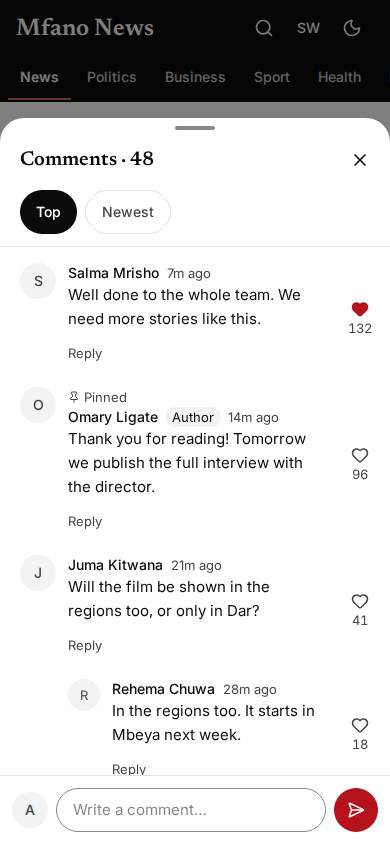 Mfano News
SW
News Politics Business Sport Health
Comments · 48
Top Newest
S
Salma Mrisho 7m ago
Well done to the whole team. We
need more stories like this.
132
Reply
Pinned
O
Omary Ligate Author 14m ago
Thank you for reading! Tomorrow
we publish the full interview with
the director.
96
Reply
J
Juma Kitwana 21m ago
Will the film be shown in the
regions too, or only in Dar?
41
Reply
R
Rehema Chuwa 28m ago
In the regions too. It starts in
Mbeya next week.
18
Reply
A
Write a comment...